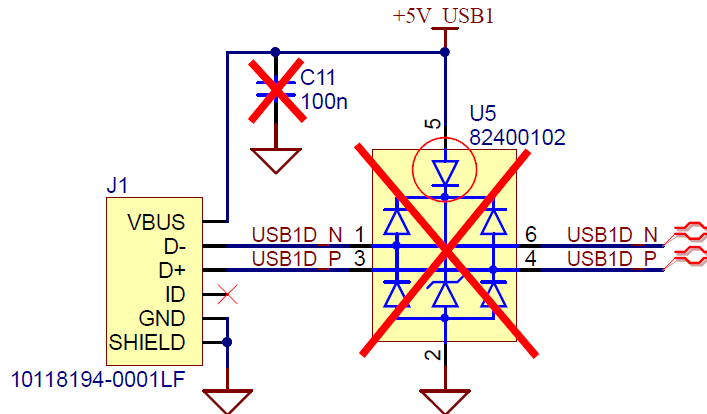 +5V_USB1
C11
100n
5
U5
82400102
J1
VBUS
D-
D+
ID
GND
SHIELD
USB1D_N
1
6
USB1D_N
USB1D_P
3
4
USB1D_P
2
10118194-0001LF